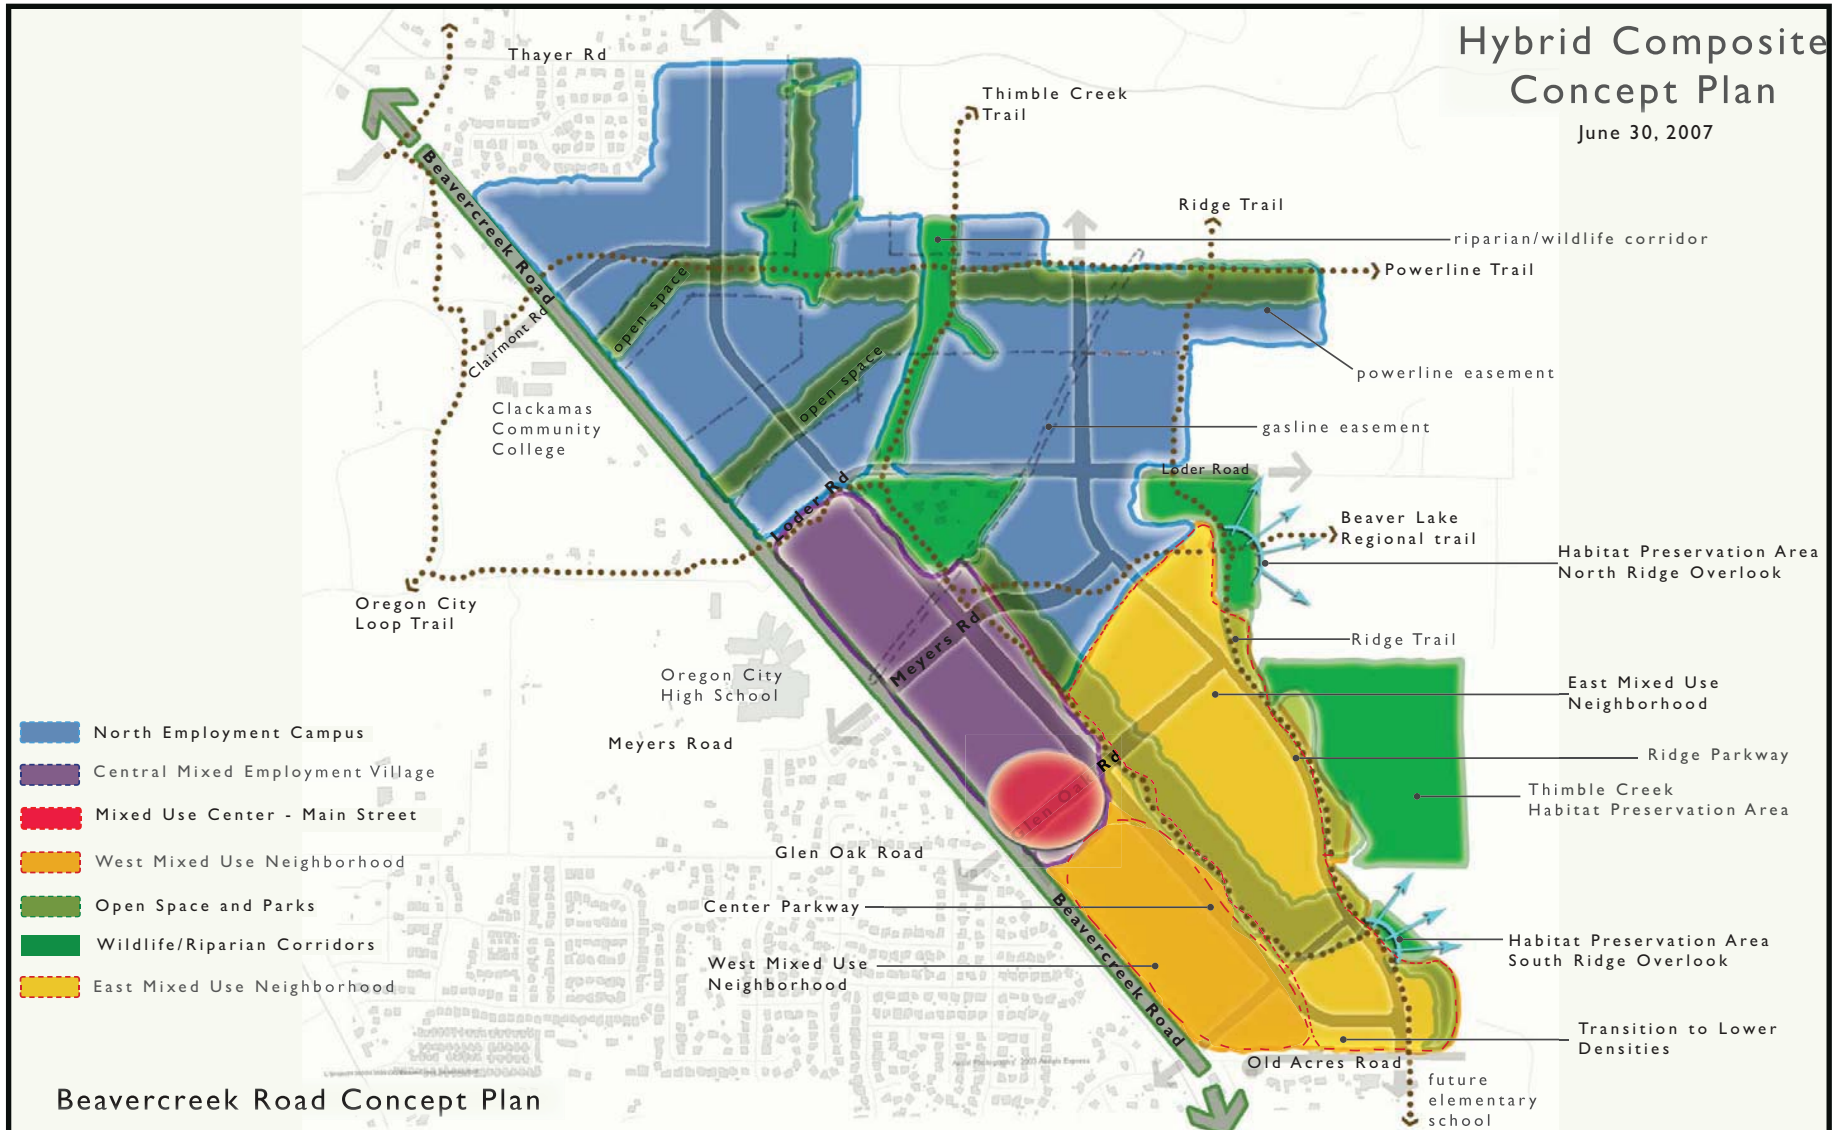 Hybrid Composite
Concept Plan
June 30, 2007
Thayer Rd
Thimble Creek
Trail
Ridge Trail
riparian/wildlife corridor
Powerline Trail
Beavercreek Road
open space
Clairmont Rd
open space
powerline easement
Clackamas
Community
College
gasline easement
Loder Road
Loder Rd
Beaver Lake
Regional trail
Habitat Preservation Area
North Ridge Overlook
Oregon City
Loop Trail
Meyers Rd
Ridge Trail
Oregon City
High School
East Mixed Use
Neighborhood
North Employment Campus
Meyers Road
Ridge Parkway
Central Mixed Employment Village
Glen Oak Rd
Thimble Creek
Habitat Preservation Area
Mixed Use Center - Main Street
West Mixed Use Neighborhood
Glen Oak Road
Open Space and Parks
Center Parkway
Wildlife/Riparian Corridors
Habitat Preservation Area
South Ridge Overlook
West Mixed Use
Neighborhood
East Mixed Use Neighborhood
Beavercreek Road
Transition to Lower
Densities
Old Acres Road
future
elementary
school
Beavercreek Road Concept Plan